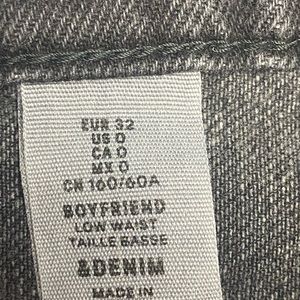 EUR 32
US 0
CA 0
MX 0
CN 160/60A
BOYFRIEND
LOW WAIST
TAILLE BASSE
&DENIM
MADE IN